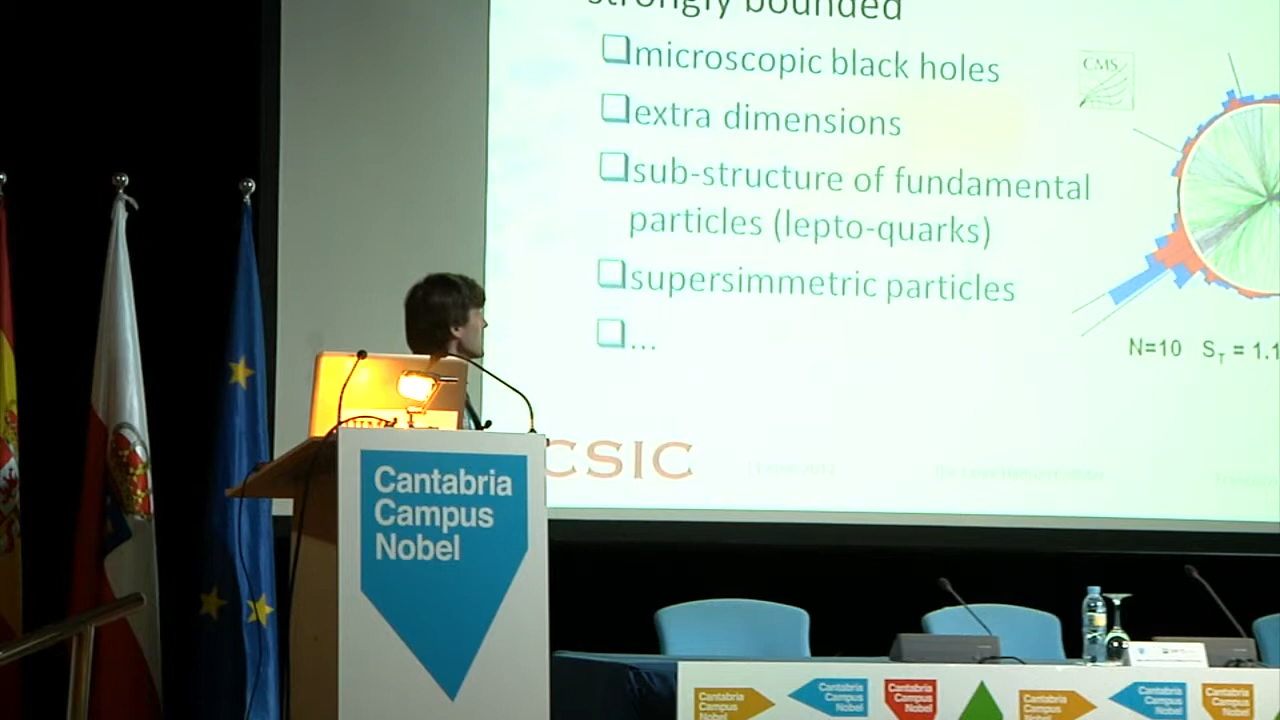 strongly bounded
microscopic black holes
CMS
extra dimensions
sub-structure of fundamental
particles (lepto-quarks)
supersimmetric particles
...
N=10 S_T = 1.1
CSIC
Cantabria
Campus
Nobel
Cantabria
Campus
Nobel
Cantabria
Campus
Nobel
Cantabria
Campus
Nobel
Cantabria
Campus
Nobel
Cantabria
Campus
Nobel
Cantabria
Campus
Nobel